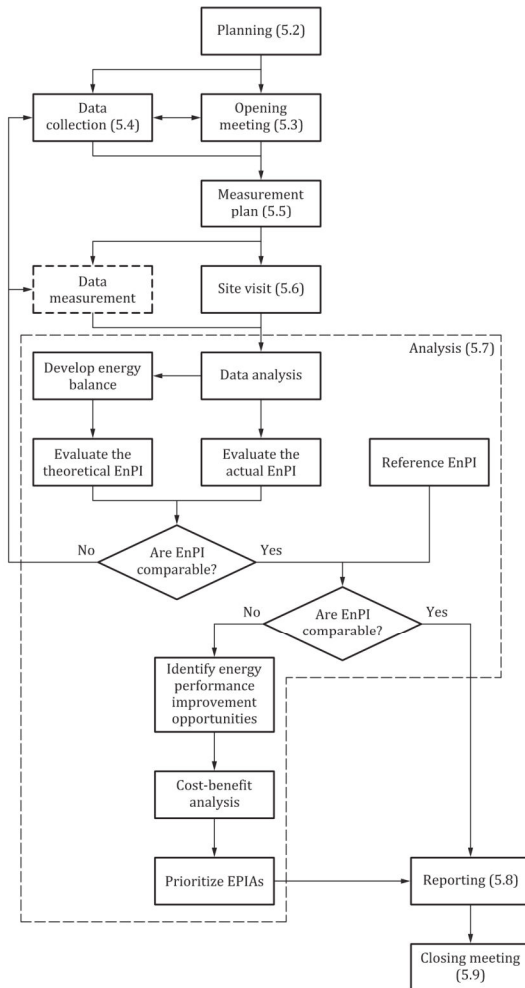 Planning (5.2)
Data
collection (5.4)
Opening
meeting (5.3)
Measurement
plan (5.5)
Data
measurement
Site visit (5.6)
Analysis (5.7)
Develop energy
balance
Data analysis
Evaluate the
theoretical EnPI
Evaluate the
actual EnPI
Reference EnPI
No
Are EnPI
comparable?
Yes
No
Are EnPI
comparable?
Yes
Identify energy
performance
improvement
opportunities
Cost-benefit
analysis
Prioritize EPIAs
Reporting (5.8)
Closing meeting
(5.9)